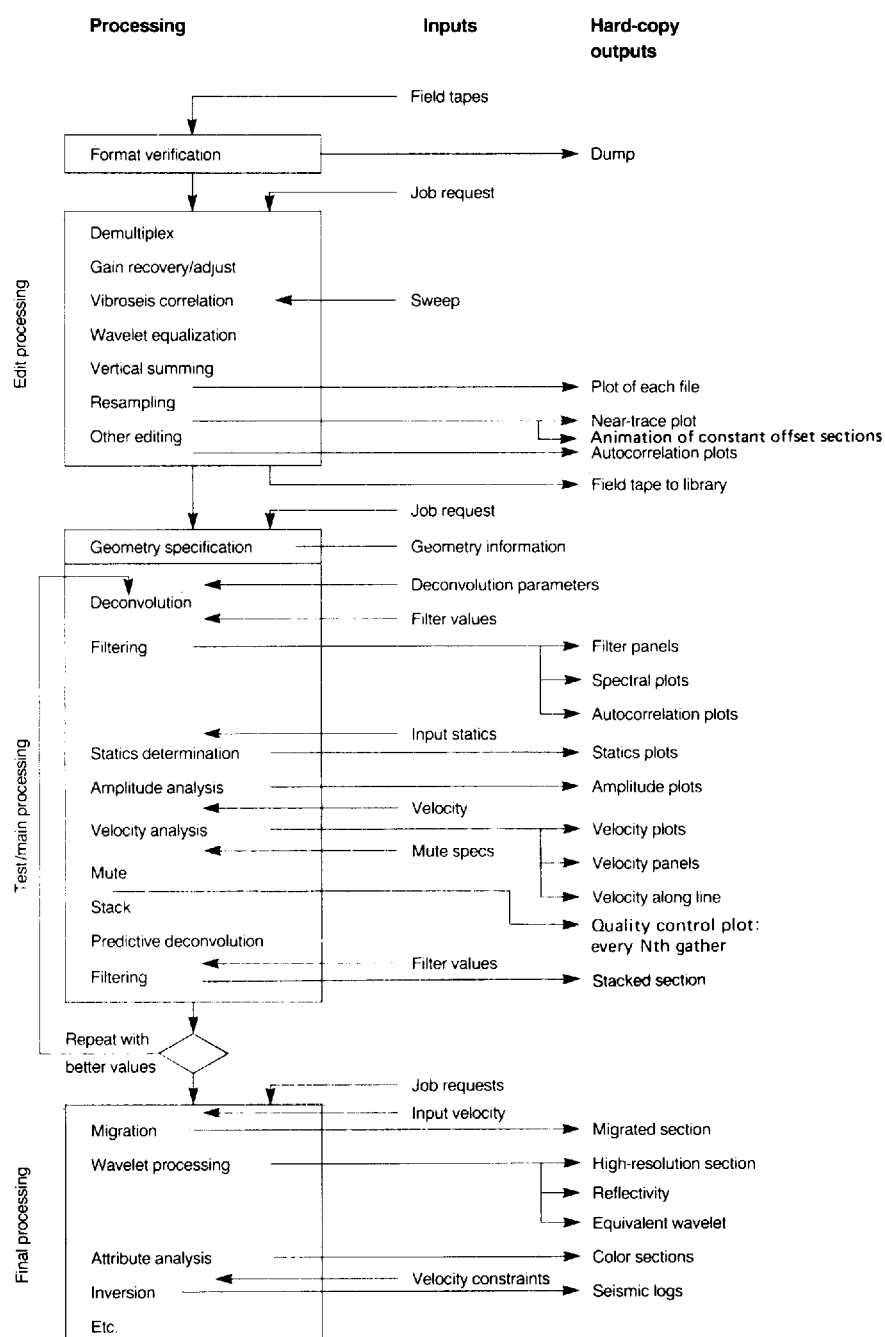 Processing Inputs Hard-copy
outputs
Field tapes
Format verification Dump
Job request
Edit processing
Demultiplex
Gain recovery/adjust
Vibroseis correlation Sweep
Wavelet equalization
Vertical summing
Plot of each file
Resampling
Near-trace plot
Other editing Animation of constant offset sections
Autocorrelation plots
Field tape to library
Job request
Geometry specification Geometry information
Test/main processing
Deconvolution parameters
Deconvolution
Filter values
Filtering Filter panels
Spectral plots
Autocorrelation plots
Input statics
Statics determination Statics plots
Amplitude analysis Amplitude plots
Velocity
Velocity analysis Velocity plots
Mute specs
Velocity panels
Mute
Velocity along line
Stack
Quality control plot:
every Nth gather
Predictive deconvolution
Filter values
Filtering Stacked section
Repeat with
better values
Job requests
Final processing
Input velocity
Migration Migrated section
Wavelet processing High-resolution section
Reflectivity
Equivalent wavelet
Attribute analysis Color sections
Velocity constraints
Inversion Seismic logs
Etc.